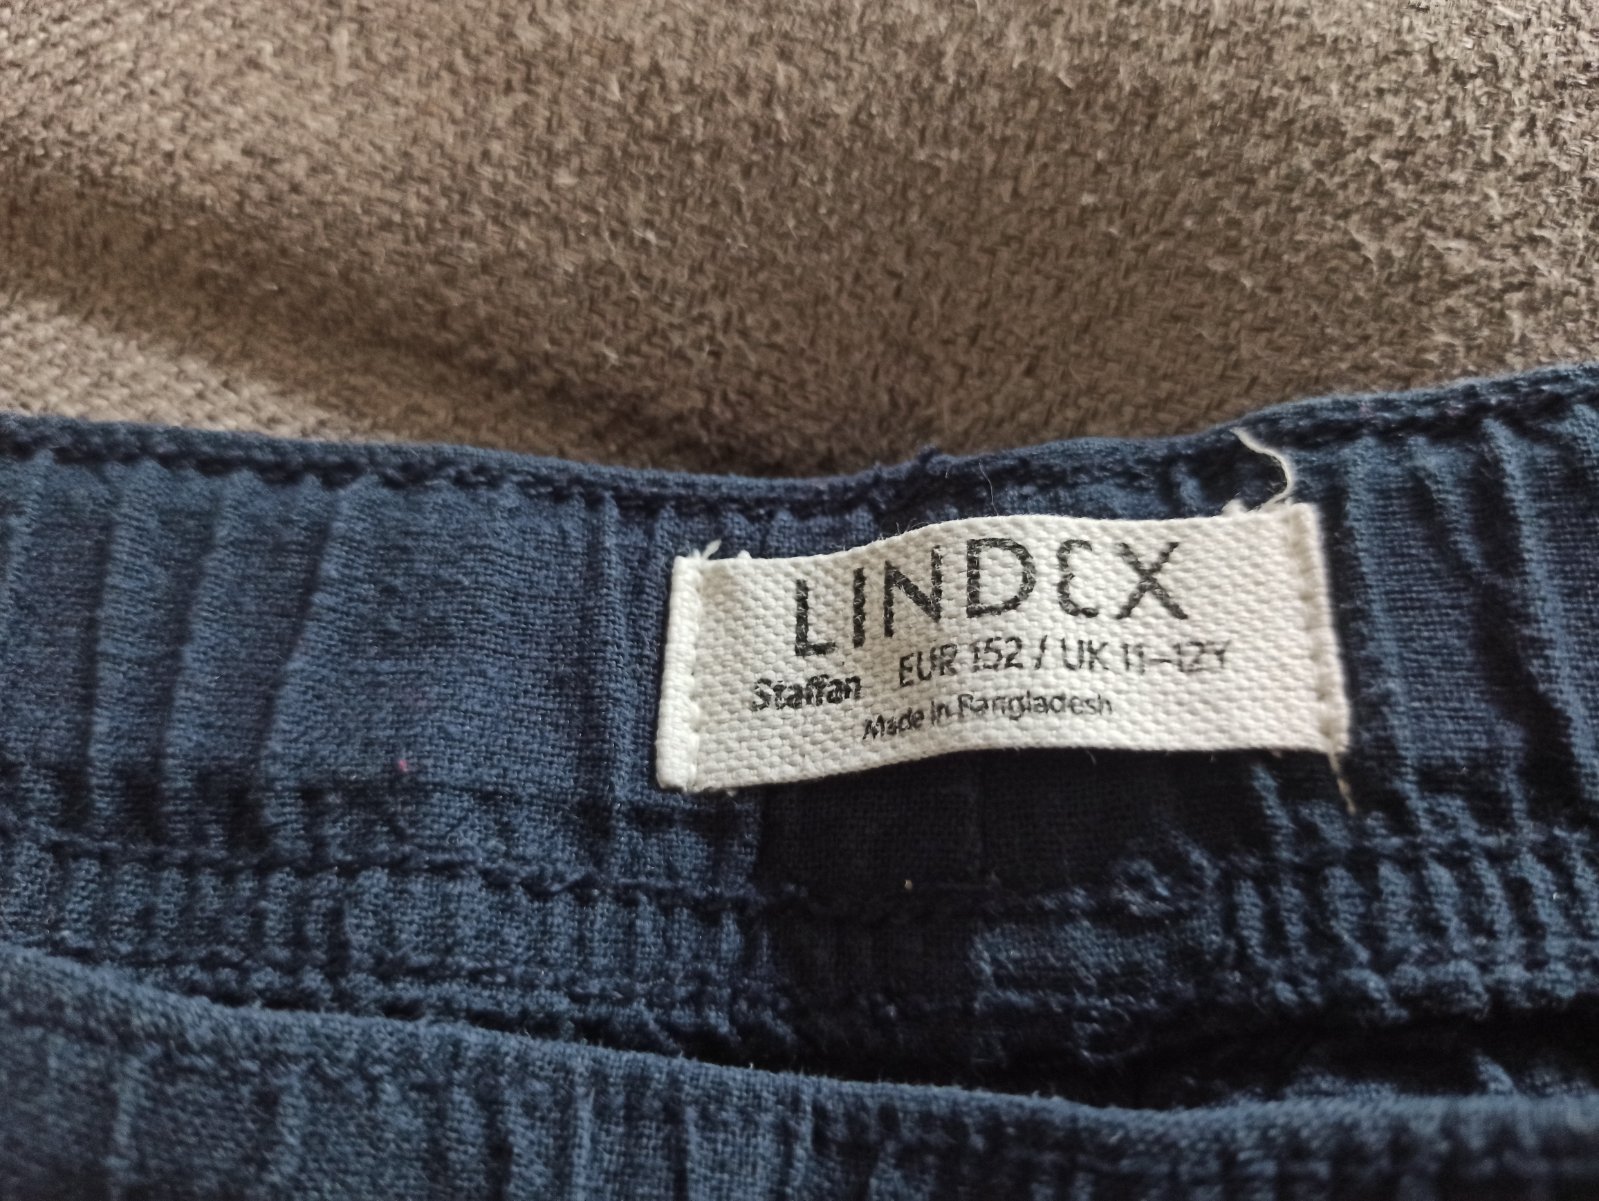 LINDEX
Staffan EUR 152 / UK 11–12Y
Made in Bangladesh